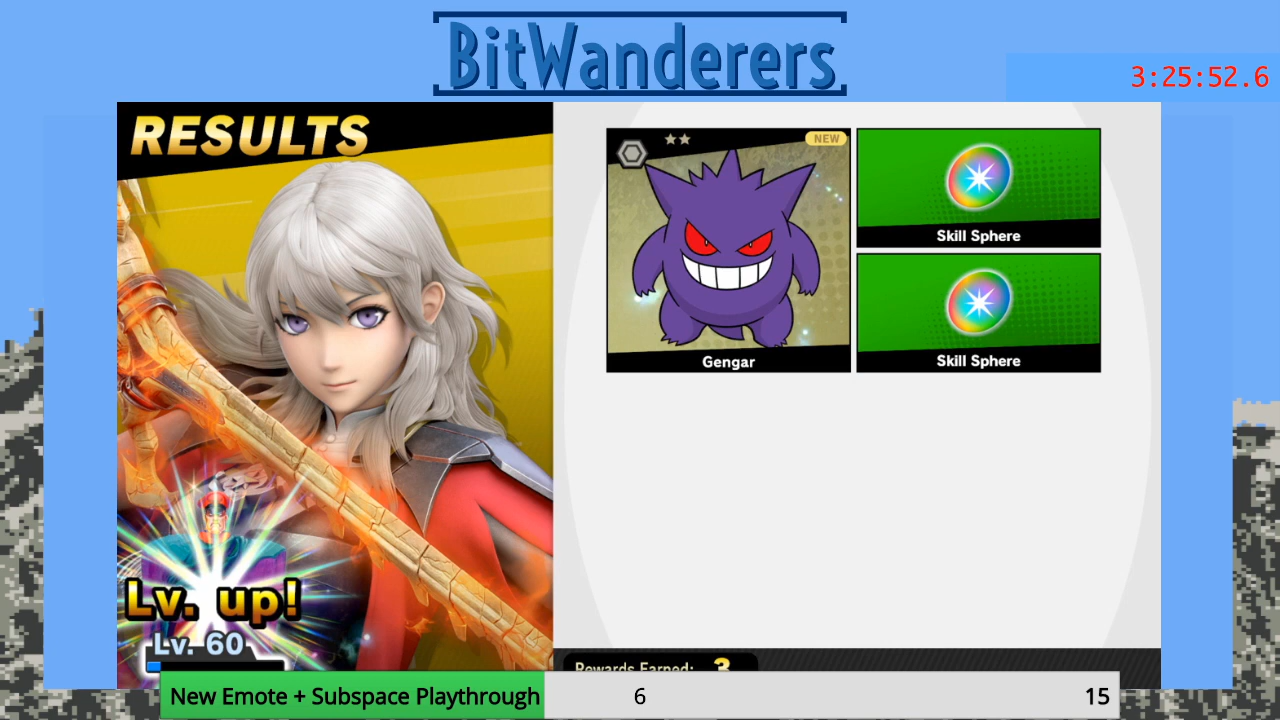 BitWanderers
3:25:52.6
RESULTS
NEW
Gengar
Skill Sphere
Skill Sphere
Lv. up!
Lv. 60
Rewards Earned: 3
New Emote + Subspace Playthrough 6 15